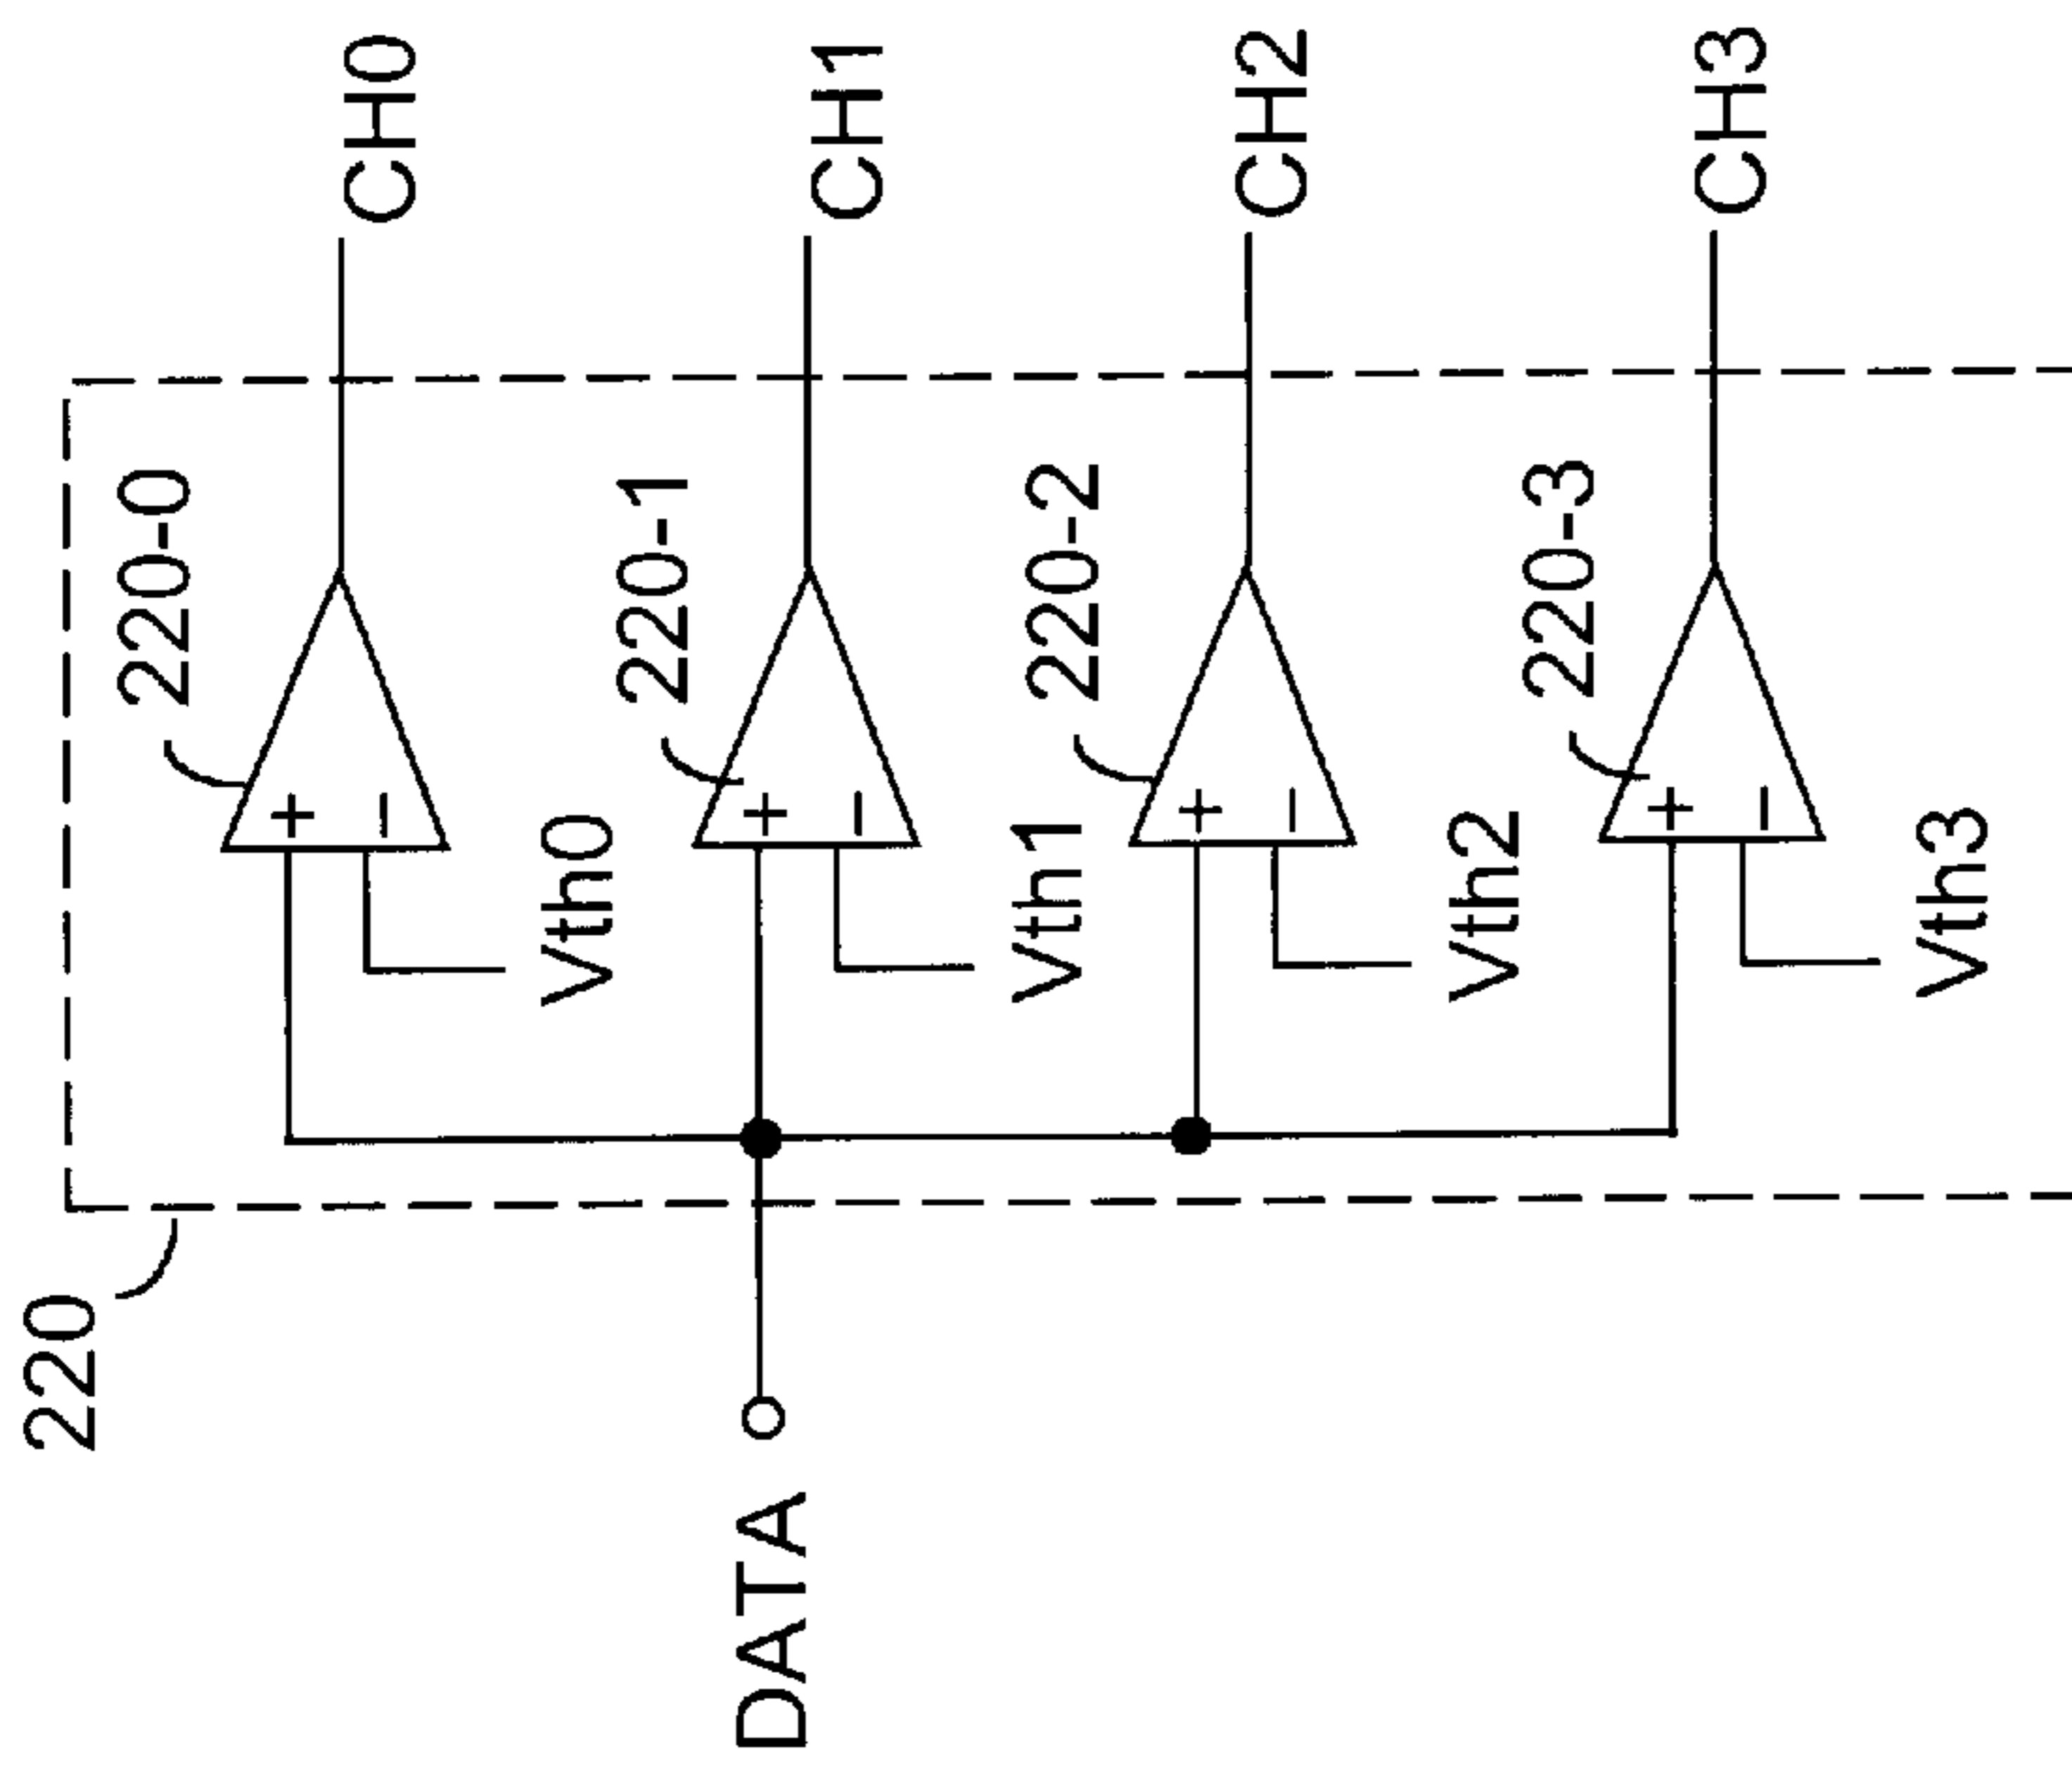 220
220-0
CH0
+
−
Vth0
220-1
CH1
+
−
Vth1
DATA
220-2
CH2
+
−
Vth2
220-3
CH3
+
−
Vth3